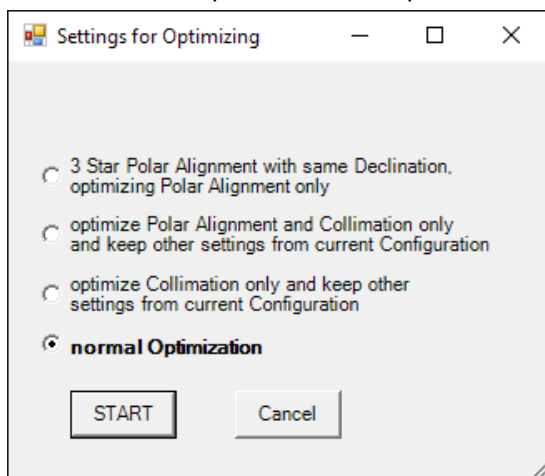 Settings for Optimizing
3 Star Polar Alignment with same Declination,
optimizing Polar Alignment only
optimize Polar Alignment and Collimation only
and keep other settings from current Configuration
optimize Collimation only and keep other
settings from current Configuration
normal Optimization
START Cancel